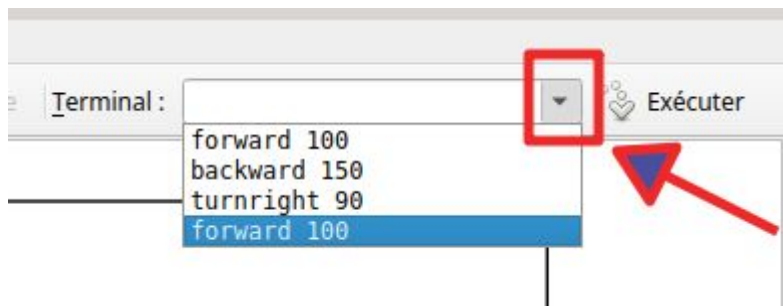 Terminal : Exécuter
forward 100
backward 150
turnright 90
forward 100